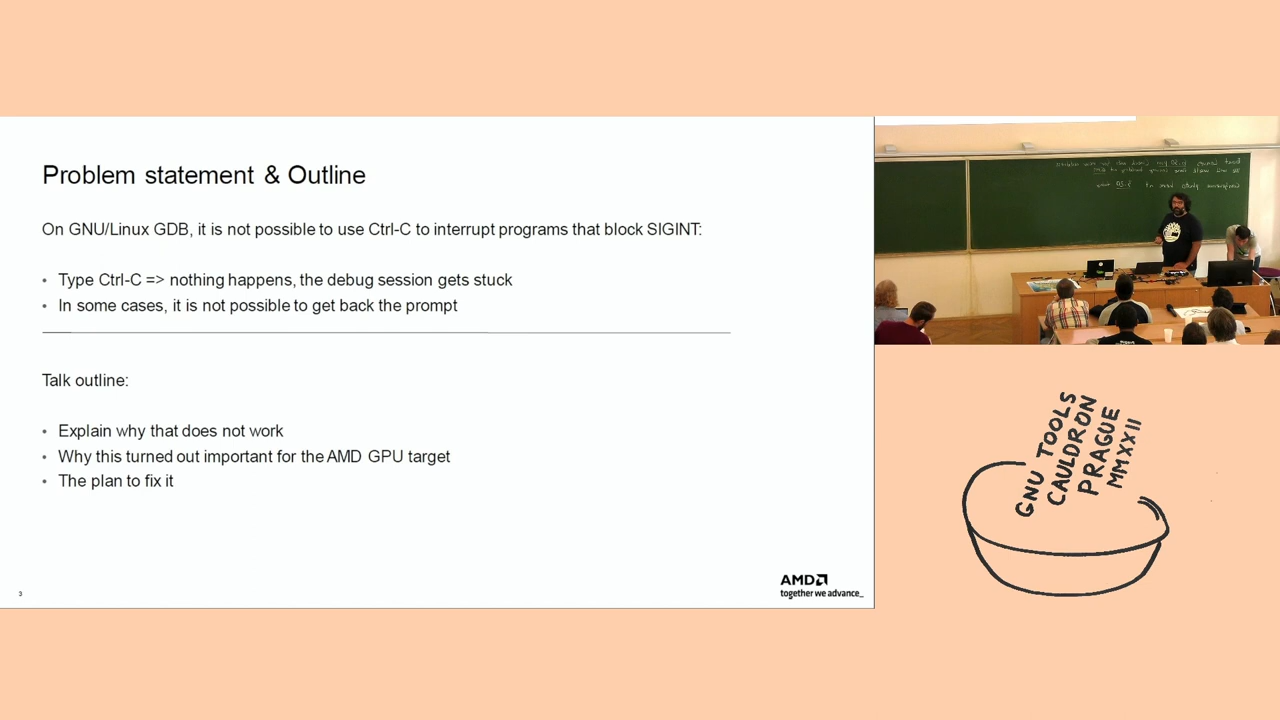 Problem statement & Outline
On GNU/Linux GDB, it is not possible to use Ctrl-C to interrupt programs that block SIGINT:
• Type Ctrl-C => nothing happens, the debug session gets stuck
• In some cases, it is not possible to get back the prompt
Talk outline:
• Explain why that does not work
• Why this turned out important for the AMD GPU target
• The plan to fix it
3
AMD
together we advance_
GNU TOOLS
CAULDRON
PRAGUE
MMXXII